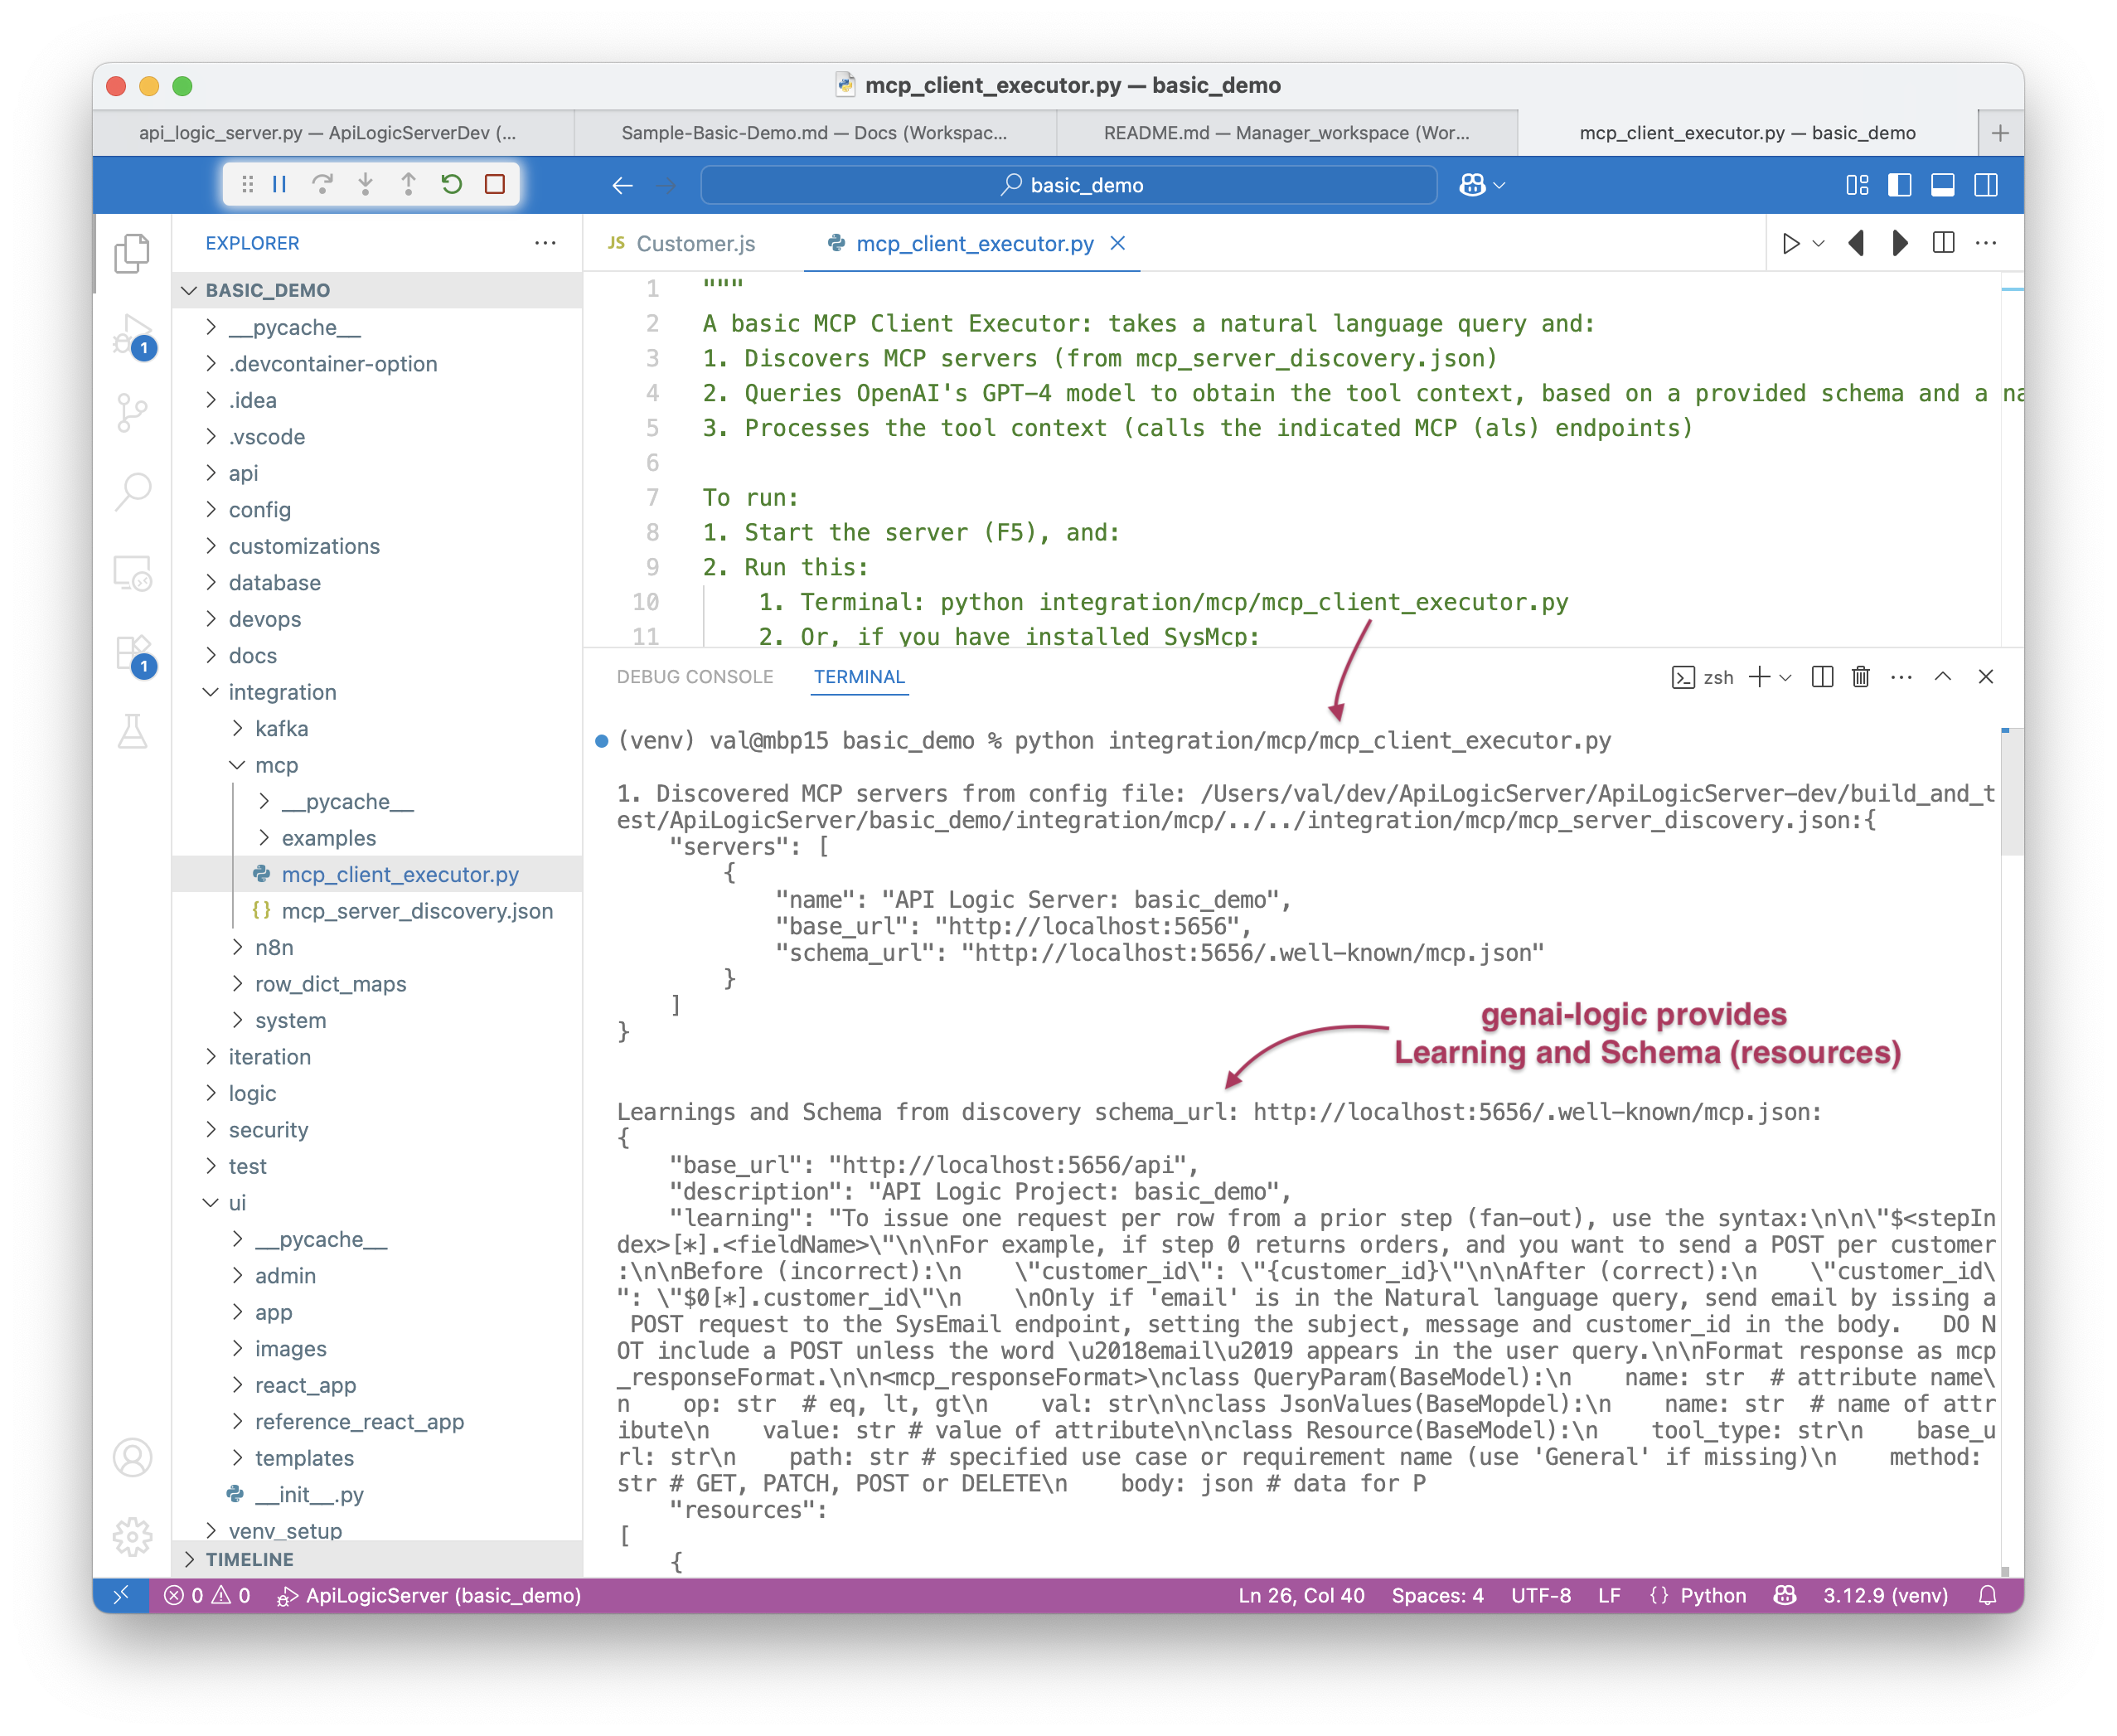 mcp_client_executor.py — basic_demo
api_logic_server.py — ApiLogicServerDev (...
Sample-Basic-Demo.md — Docs (Workspac...
README.md — Manager_workspace (Wor...
mcp_client_executor.py — basic_demo
basic_demo
EXPLORER
JS Customer.js
mcp_client_executor.py
BASIC_DEMO
__pycache__
.devcontainer-option
.idea
.vscode
api
config
customizations
database
devops
docs
integration
kafka
mcp
__pycache__
examples
mcp_client_executor.py
{} mcp_server_discovery.json
n8n
row_dict_maps
system
iteration
logic
security
test
ui
__pycache__
admin
app
images
react_app
reference_react_app
templates
__init__.py
venv_setup
TIMELINE
1
1
1 """
2 A basic MCP Client Executor: takes a natural language query and:
3 1. Discovers MCP servers (from mcp_server_discovery.json)
4 2. Queries OpenAI's GPT-4 model to obtain the tool context, based on a provided schema and a na
5 3. Processes the tool context (calls the indicated MCP (als) endpoints)
6
7 To run:
8 1. Start the server (F5), and:
9 2. Run this:
10 1. Terminal: python integration/mcp/mcp_client_executor.py
11 2. Or, if you have installed SysMcp:
DEBUG CONSOLE
TERMINAL
zsh
(venv) val@mbp15 basic_demo % python integration/mcp/mcp_client_executor.py
1. Discovered MCP servers from config file: /Users/val/dev/ApiLogicServer/ApiLogicServer-dev/build_and_t
est/ApiLogicServer/basic_demo/integration/mcp/../../integration/mcp/mcp_server_discovery.json:{
"servers": [
{
"name": "API Logic Server: basic_demo",
"base_url": "http://localhost:5656",
"schema_url": "http://localhost:5656/.well-known/mcp.json"
}
]
}
genai-logic provides
Learning and Schema (resources)
Learnings and Schema from discovery schema_url: http://localhost:5656/.well-known/mcp.json:
{
"base_url": "http://localhost:5656/api",
"description": "API Logic Project: basic_demo",
"learning": "To issue one request per row from a prior step (fan-out), use the syntax:\n\n\"$<stepIn
dex>[*].<fieldName>\"\n\nFor example, if step 0 returns orders, and you want to send a POST per customer
:\n\nBefore (incorrect):\n    \"customer_id\": \"{customer_id}\"\n\nAfter (correct):\n    \"customer_id\
": \"$0[*].customer_id\"\n    \nOnly if 'email' is in the Natural language query, send email by issing a
POST request to the SysEmail endpoint, setting the subject, message and customer_id in the body.   DO N
OT include a POST unless the word \u2018email\u2019 appears in the user query.\n\nFormat response as mcp
_responseFormat.\n\n<mcp_responseFormat>\nclass QueryParam(BaseModel):\n    name: str  # attribute name\
n    op: str  # eq, lt, gt\n    val: str\n\nclass JsonValues(BaseMopdel):\n    name: str  # name of attr
ibute\n    value: str # value of attribute\n\nclass Resource(BaseModel):\n    tool_type: str\n    base_u
rl: str\n    path: str # specified use case or requirement name (use 'General' if missing)\n    method:
str # GET, PATCH, POST or DELETE\n    body: json # data for P
"resources":
[
{
0 0 ApiLogicServer (basic_demo)
Ln 26, Col 40 Spaces: 4 UTF-8 LF {} Python 3.12.9 (venv)